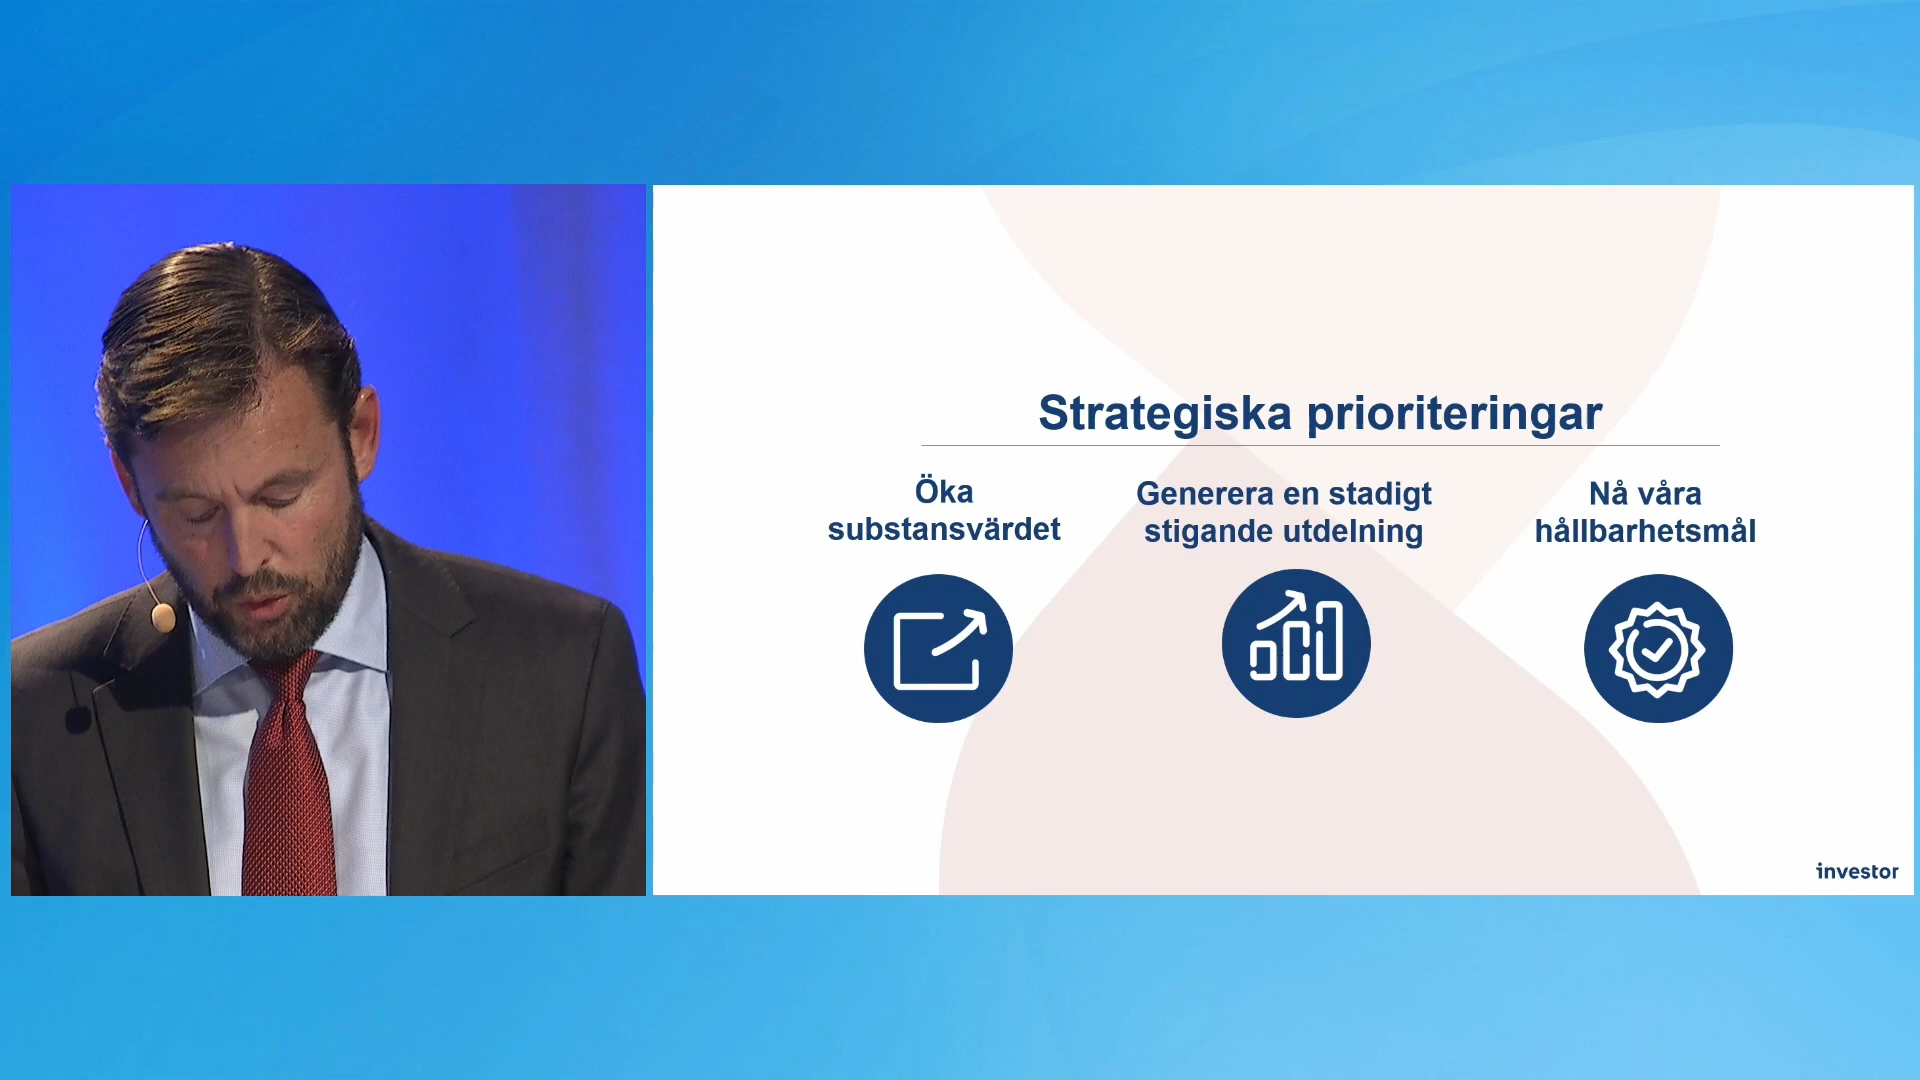 Strategiska prioriteringar
Öka
substansvärdet
Generera en stadigt
stigande utdelning
Nå våra
hållbarhetsmål
investor